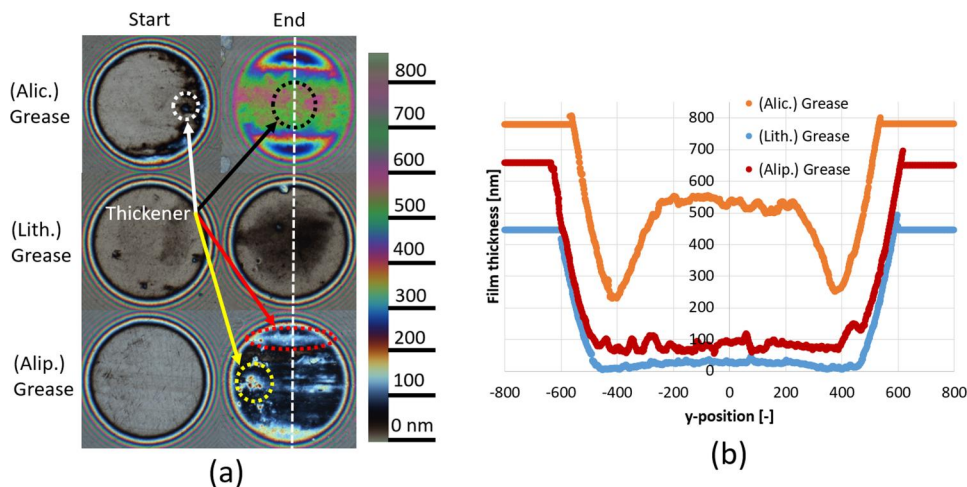 Start End
(Alic.)
Grease
Thickener
(Lith.)
Grease
(Alip.)
Grease
800
700
600
500
400
300
200
100
0 nm
(a)
(Alic.) Grease
(Lith.) Grease
(Alip.) Grease
Film thickness [nm]
800
700
600
500
400
300
200
100
0
-800 -600 -400 -200 0 200 400 600 800
y-position [-]
(b)